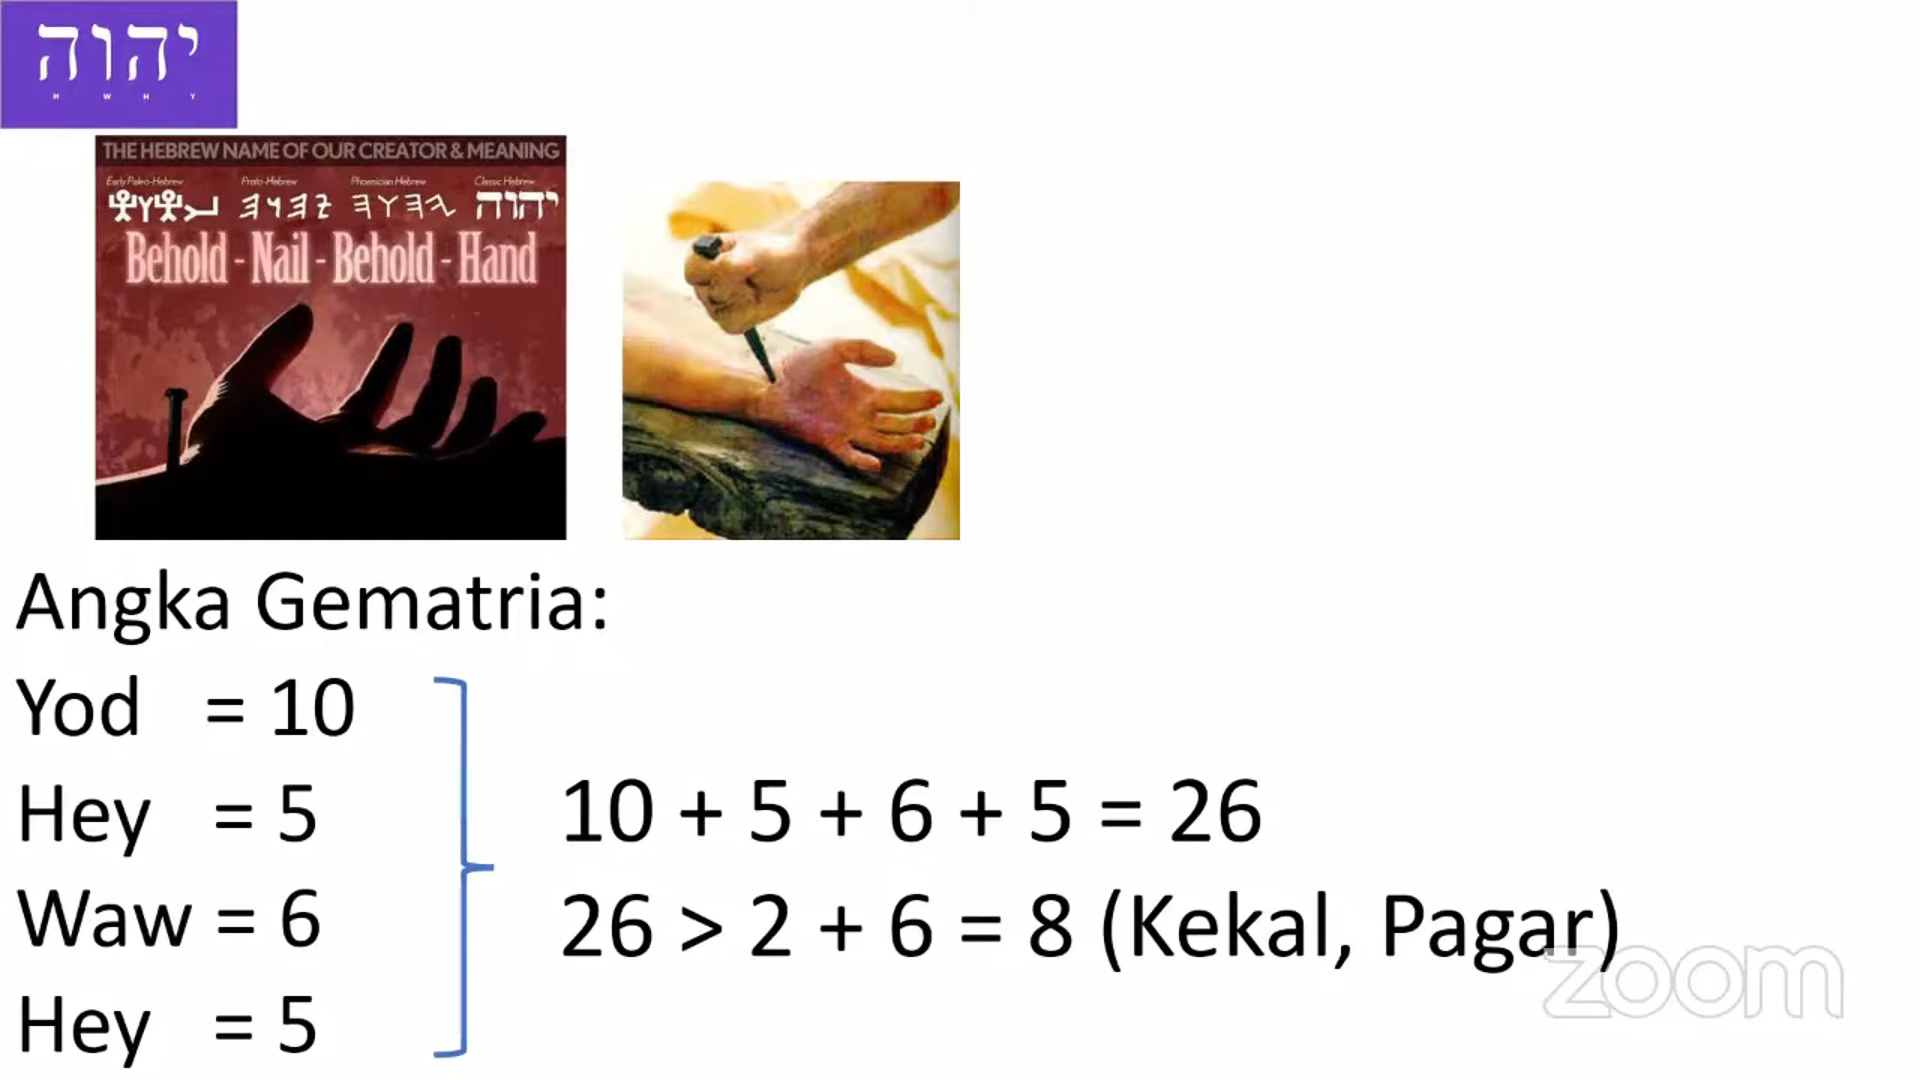 יהוה
H W H Y
THE HEBREW NAME OF OUR CREATOR & MEANING
Early Paleo-Hebrew Proto-Hebrew Phoenician Hebrew Classic Hebrew
𐤉𐤄𐤅𐤄 יהוה
Behold - Nail - Behold - Hand
Angka Gematria:
Yod = 10
Hey = 5
Waw = 6
Hey = 5
10 + 5 + 6 + 5 = 26
26 > 2 + 6 = 8 (Kekal, Pagar)
zoom